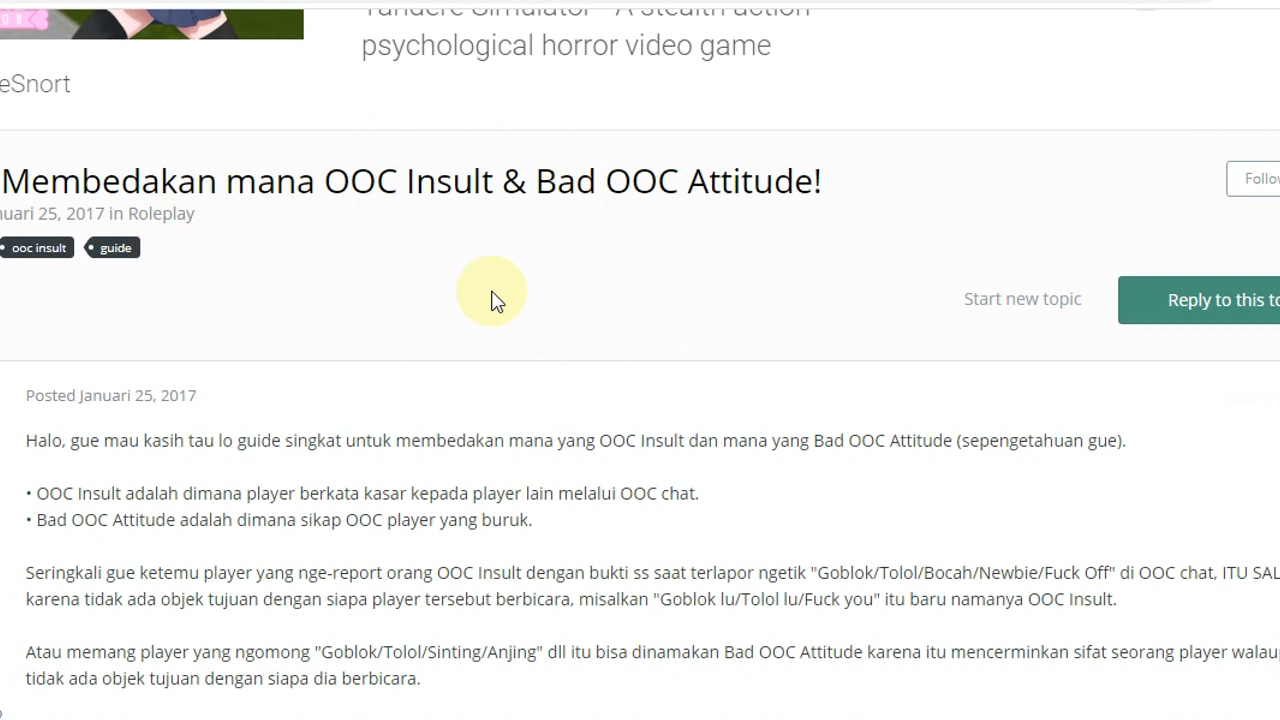 OR
Yandere Simulator - A stealth action
psychological horror video game
eSnort
Membedakan mana OOC Insult & Bad OOC Attitude!
nuari 25, 2017 in Roleplay
ooc insult
guide
Follo
Start new topic
Reply to this to
Posted Januari 25, 2017
Halo, gue mau kasih tau lo guide singkat untuk membedakan mana yang OOC Insult dan mana yang Bad OOC Attitude (sepengetahuan gue).
• OOC Insult adalah dimana player berkata kasar kepada player lain melalui OOC chat.
• Bad OOC Attitude adalah dimana sikap OOC player yang buruk.
Seringkali gue ketemu player yang nge-report orang OOC Insult dengan bukti ss saat terlapor ngetik "Goblok/Tolol/Bocah/Newbie/Fuck Off" di OOC chat, ITU SAL
karena tidak ada objek tujuan dengan siapa player tersebut berbicara, misalkan "Goblok lu/Tolol lu/Fuck you" itu baru namanya OOC Insult.
Atau memang player yang ngomong "Goblok/Tolol/Sinting/Anjing" dll itu bisa dinamakan Bad OOC Attitude karena itu mencerminkan sifat seorang player walaup
tidak ada objek tujuan dengan siapa dia berbicara.